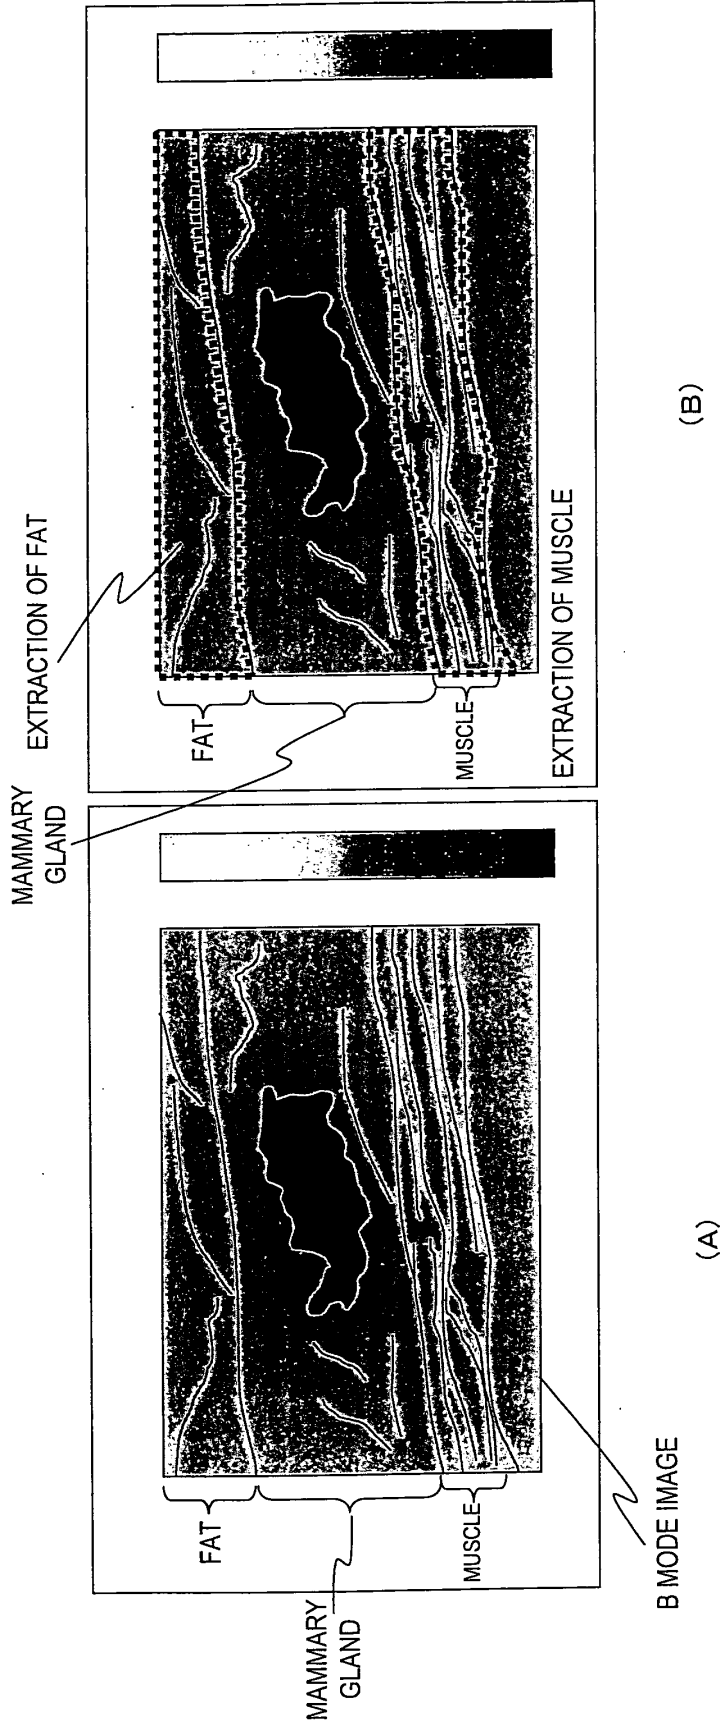 MAMMARY
GLAND
FAT
MUSCLE
B MODE IMAGE
(A)
MAMMARY
GLAND
EXTRACTION OF FAT
FAT
MUSCLE
EXTRACTION OF MUSCLE
(B)